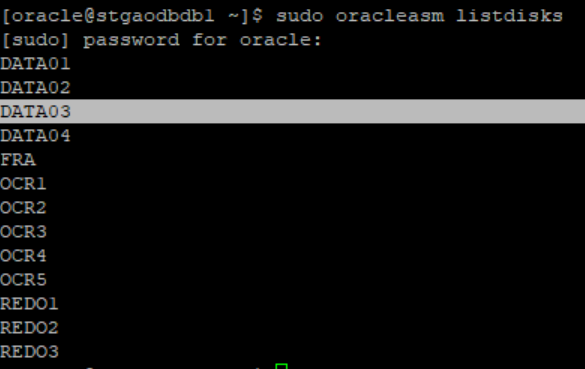 [oracle@stgaodbdb1 ~]$ sudo oracleasm listdisks
[sudo] password for oracle:
DATA01
DATA02
DATA03
DATA04
FRA
OCR1
OCR2
OCR3
OCR4
OCR5
REDO1
REDO2
REDO3